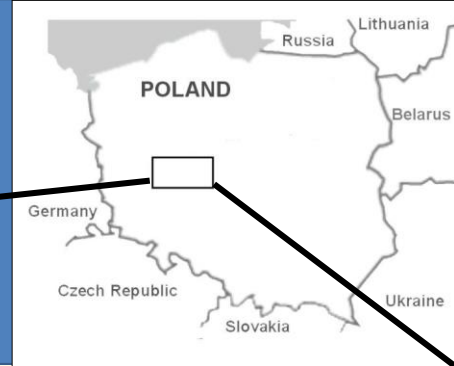 Lithuania
Russia
POLAND
Belarus
Germany
Czech Republic
Ukraine
Slovakia